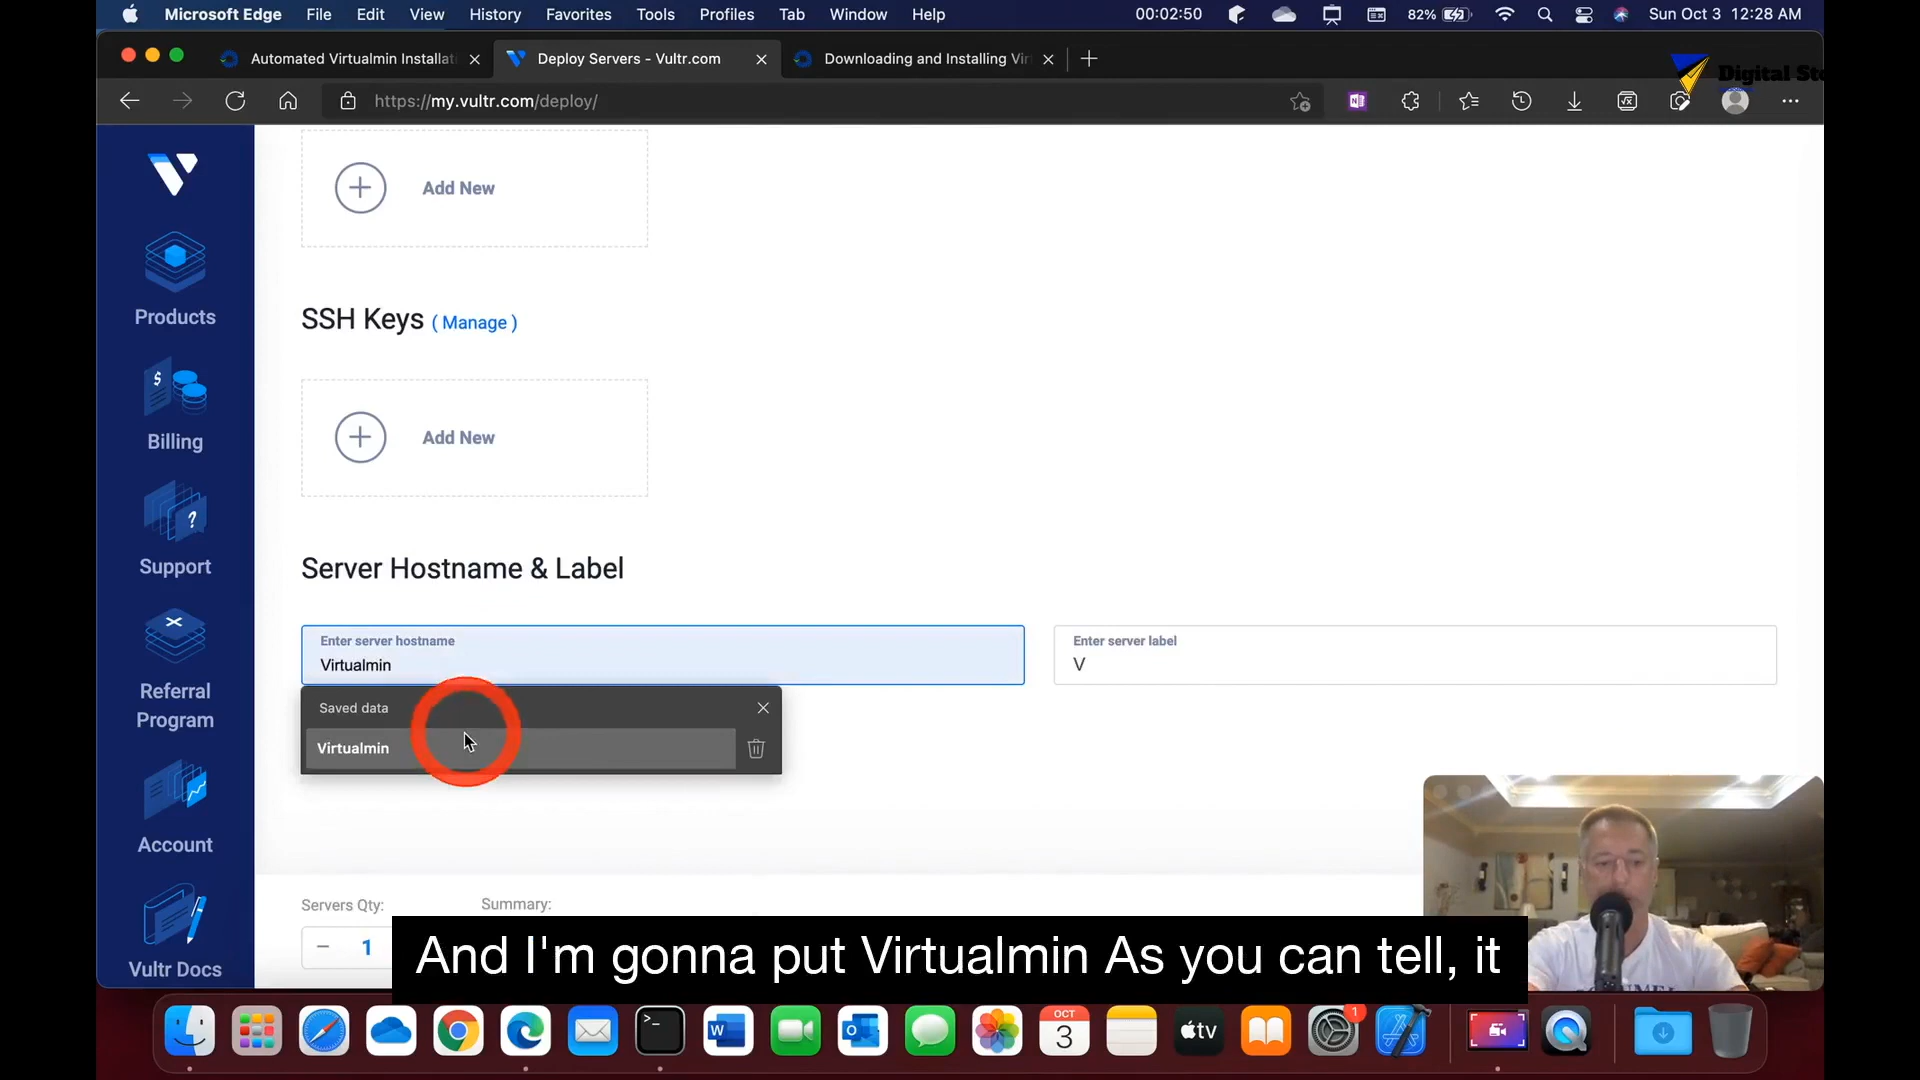 Microsoft Edge File Edit View History Favorites Tools Profiles Tab Window Help 00:02:50 82% Sun Oct 3 12:28 AM
Automated Virtualmin Installat Deploy Servers - Vultr.com Downloading and Installing Vir
Digital Sto
https://my.vultr.com/deploy/
Add New
Products
SSH Keys ( Manage )
Billing
Add New
Support
Server Hostname & Label
Enter server hostname Enter server label
Virtualmin V
Referral
Program
Saved data
Virtualmin
Account
Servers Qty: Summary:
1
Vultr Docs
And I'm gonna put Virtualmin As you can tell, it
OCT
3
tv
1